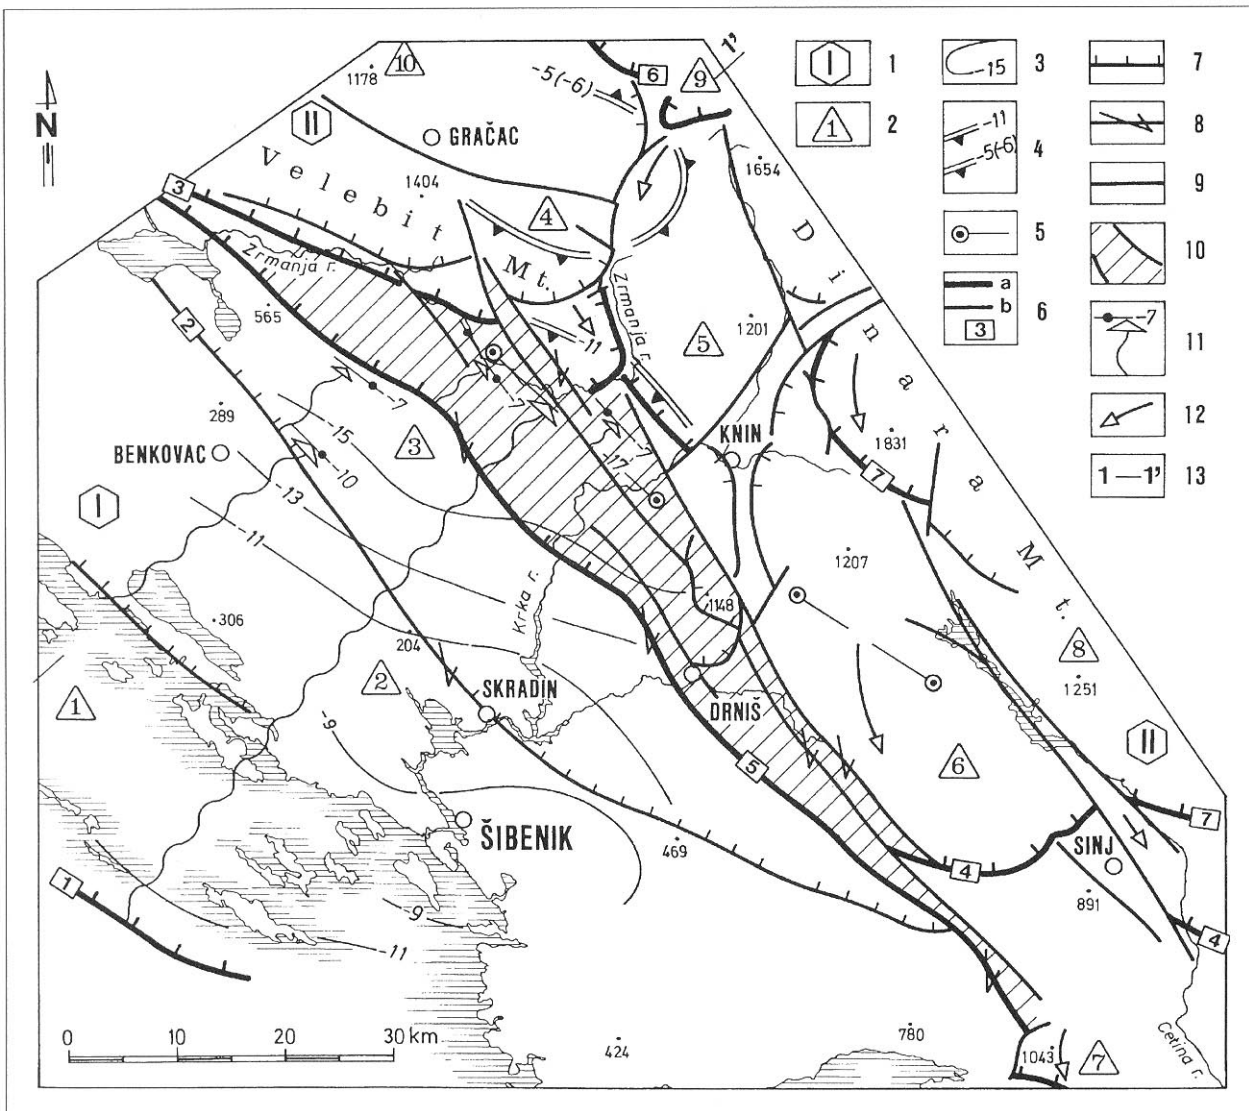 1178
10
-5(-6)
6
9
1'
II
GRAČAC
N
Velebit
Mt.
1404
4
1654
3
Zrmanja r.
Zrmanja r.
565
2
-11
1201
5
Dinara Mt.
289
-7
-7
-7
3
-15
BENKOVAC
-10
-17
KNIN
1831
7
I
-13
-11
1207
1148
306
Krka r.
204
2
SKRADIN
DRNIŠ
8
1251
1
-9
6
II
5
7
ŠIBENIK
469
SINJ
4
1
-9
891
-11
4
0 10 20 30 km
424
780
1043
7
Cetina r.
I 1
1 2
-15 3
-11
-5(-6) 4
5
a
b
3 6
7
8
9
10
-7 11
12
1–1' 13